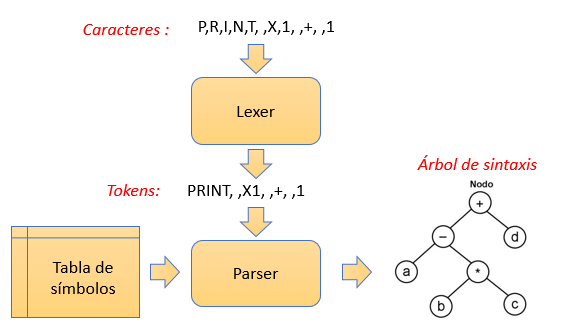 Caracteres : P,R,I,N,T, ,X,1, ,+, ,1
Lexer
Tokens: PRINT, ,X1, ,+, ,1
Árbol de sintaxis
Nodo
+
− d
a *
b c
Tabla de
símbolos
Parser